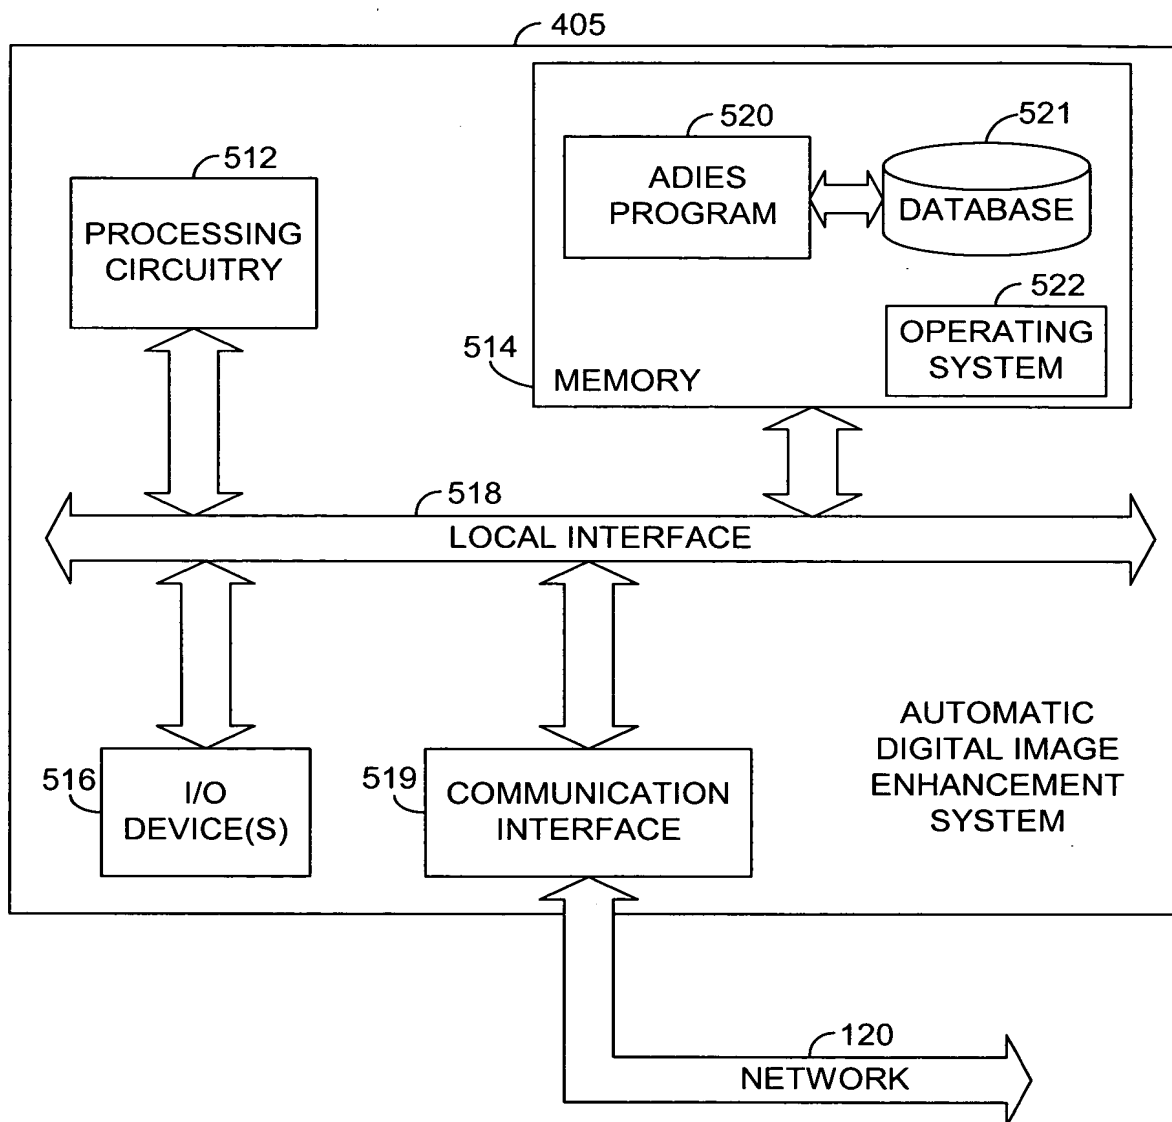 405
520
521
ADIES
PROGRAM
DATABASE
512
PROCESSING
CIRCUITRY
522
OPERATING
SYSTEM
514
MEMORY
518
LOCAL INTERFACE
516
I/O
DEVICE(S)
519
COMMUNICATION
INTERFACE
AUTOMATIC
DIGITAL IMAGE
ENHANCEMENT
SYSTEM
120
NETWORK